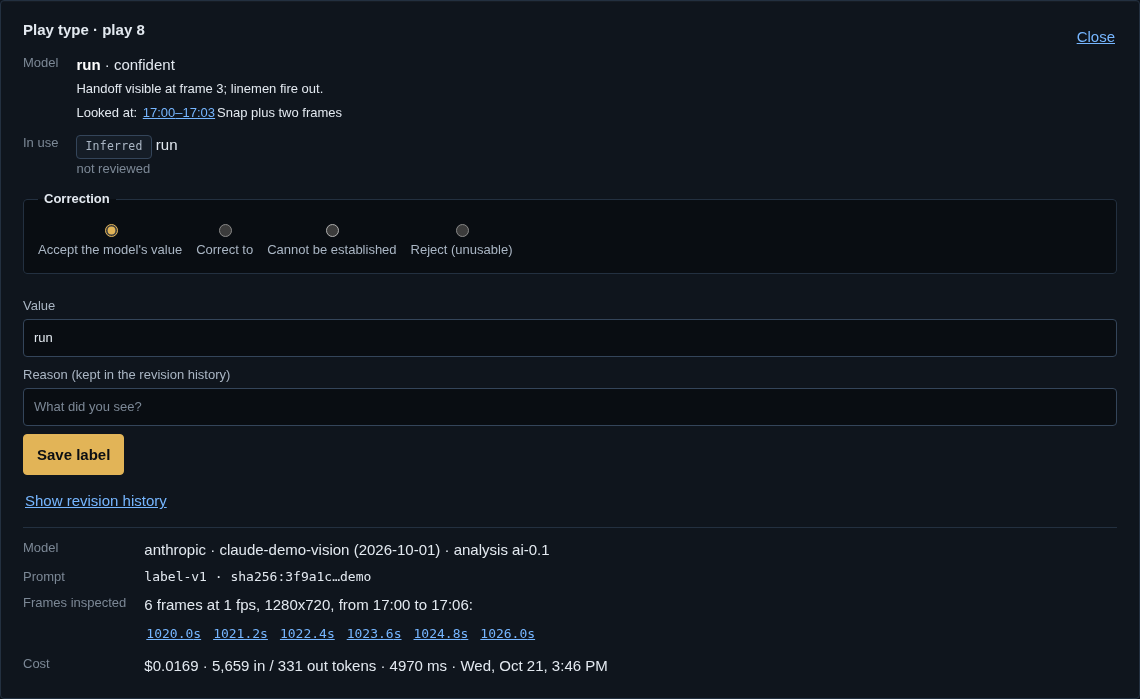 Play type · play 8
Close
Model
run · confident
Handoff visible at frame 3; linemen fire out.
Looked at: 17:00–17:03 Snap plus two frames
In use
Inferred run
not reviewed
Correction
Accept the model's value
Correct to
Cannot be established
Reject (unusable)
Value
run
Reason (kept in the revision history)
What did you see?
Save label
Show revision history
Model
anthropic · claude-demo-vision (2026-10-01) · analysis ai-0.1
Prompt
label-v1 · sha256:3f9a1c…demo
Frames inspected
6 frames at 1 fps, 1280x720, from 17:00 to 17:06:
1020.0s 1021.2s 1022.4s 1023.6s 1024.8s 1026.0s
Cost
$0.0169 · 5,659 in / 331 out tokens · 4970 ms · Wed, Oct 21, 3:46 PM